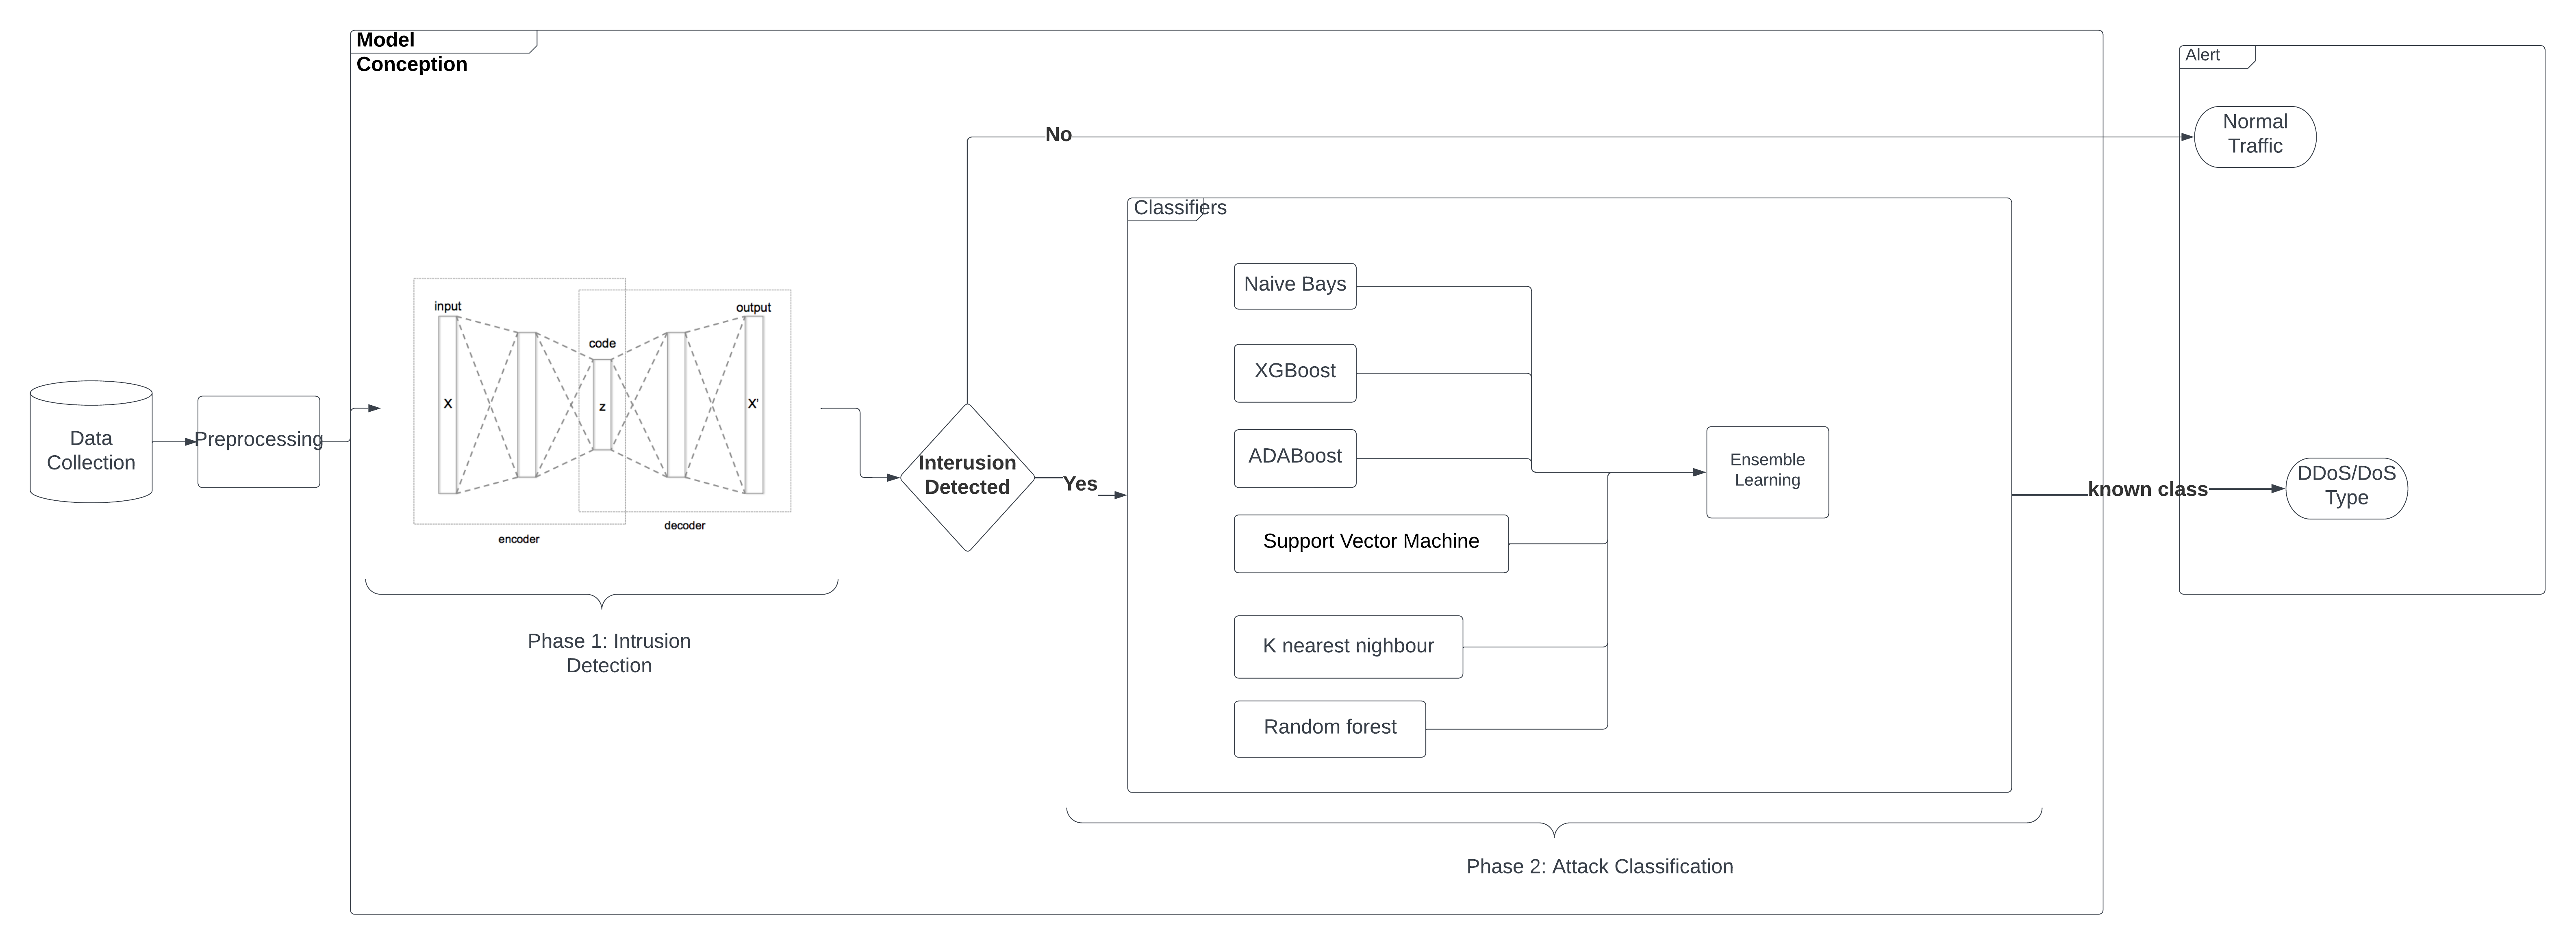 Model
Conception
Alert
Normal
Traffic
No
Classifiers
Naive Bays
XGBoost
ADABoost
Support Vector Machine
K nearest nighbour
Random forest
Ensemble
Learning
input
output
code
X
z
X'
encoder
decoder
Data
Collection
Preprocessing
Interusion
Detected
Yes
known class
DDoS/DoS
Type
Phase 1: Intrusion
Detection
Phase 2: Attack Classification